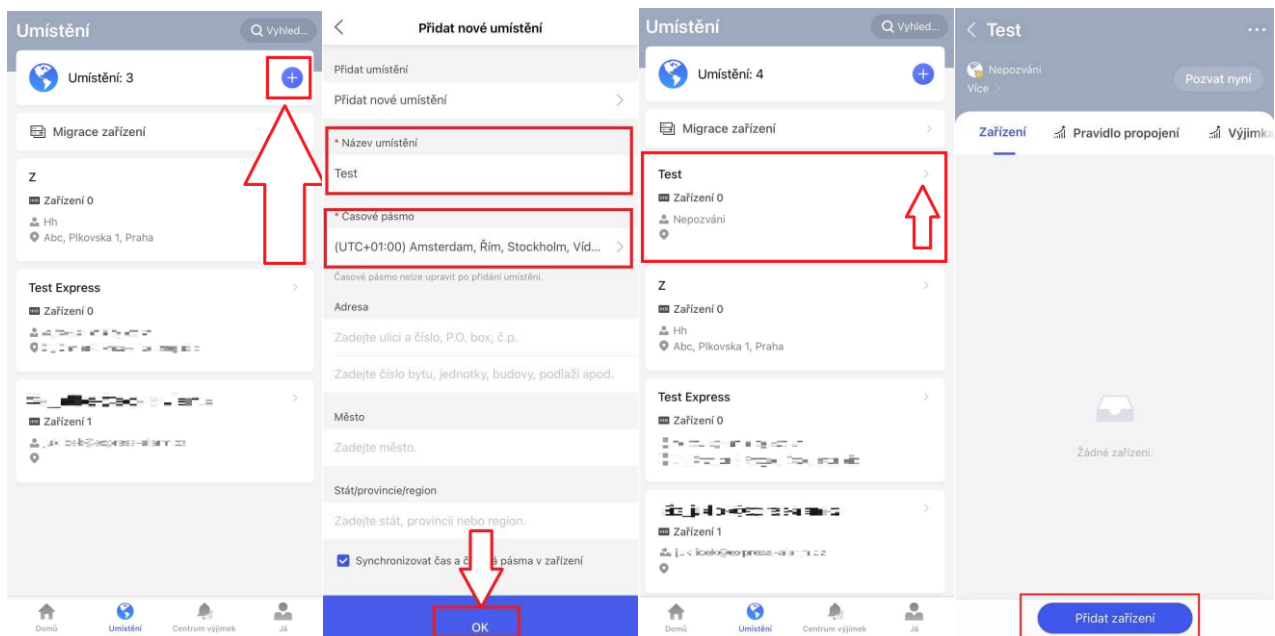 Umístění
Vyhled...
Umístění: 3
Migrace zařízení
Z
Zařízení 0
Hh
Abc, Plkovska 1, Praha
Test Express
Zařízení 0
Zařízení 1
Domů
Umístění
Centrum výjimek
Já
Přidat nové umístění
Přidat umístění
Přidat nové umístění
* Název umístění
Test
* Časové pásmo
(UTC+01:00) Amsterdam, Řím, Stockholm, Víd...
Časové pásmo nelze upravit po přidání umístění.
Adresa
Zadejte ulici a číslo, P.O. box, č.p.
Zadejte číslo bytu, jednotky, budovy, podlaží apod.
Město
Zadejte město.
Stát/provincie/region
Zadejte stát, provincii nebo region.
Synchronizovat čas a pásma v zařízení
OK
Umístění
Vyhled...
Umístění: 4
Migrace zařízení
Test
Zařízení 0
Nepozváni
Z
Zařízení 0
Hh
Abc, Plkovska 1, Praha
Test Express
Zařízení 0
Zařízení 1
Domů
Umístění
Centrum výjimek
Já
Test
Nepozváni
Více
Pozvat nyní
Zařízení
Pravidlo propojení
Výjimka
Žádné zařízení.
Přidat zařízení